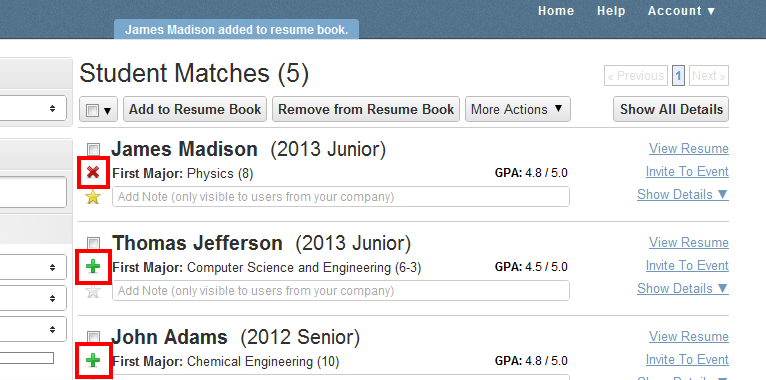 Home Help Account ▼
James Madison added to resume book.
Student Matches (5)
« Previous 1 Next »
Add to Resume Book Remove from Resume Book More Actions ▼ Show All Details
James Madison (2013 Junior) View Resume
First Major: Physics (8) GPA: 4.8 / 5.0 Invite To Event
Add Note (only visible to users from your company) Show Details ▼
Thomas Jefferson (2013 Junior) View Resume
First Major: Computer Science and Engineering (6-3) GPA: 4.5 / 5.0 Invite To Event
Add Note (only visible to users from your company) Show Details ▼
John Adams (2012 Senior) View Resume
First Major: Chemical Engineering (10) GPA: 4.8 / 5.0 Invite To Event
Show Details ▼